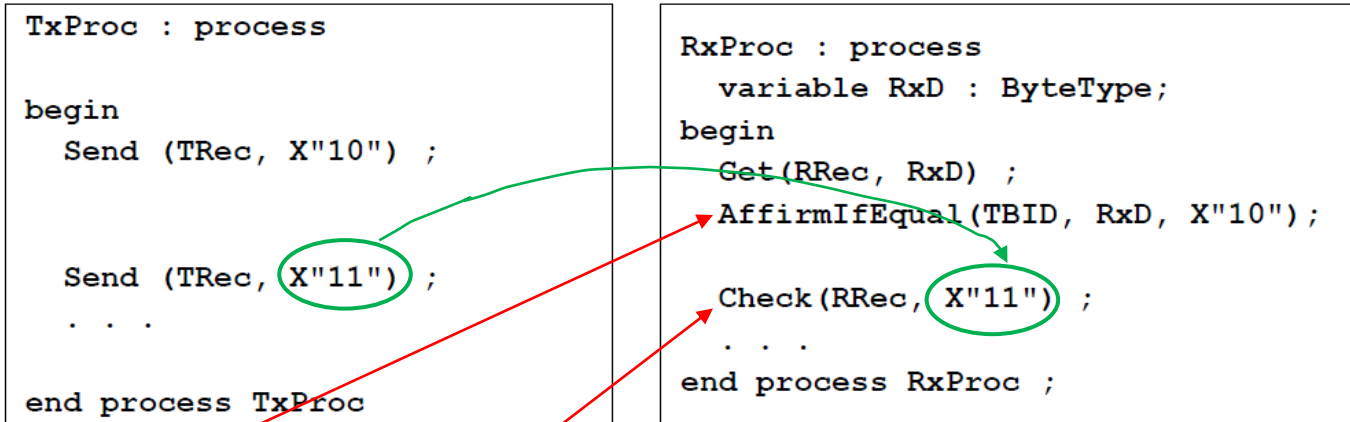 TxProc : process
begin
Send (TRec, X"10") ;
Send (TRec, X"11") ;
. . .
end process TxProc
RxProc : process
variable RxD : ByteType;
begin
Get(RRec, RxD) ;
AffirmIfEqual(TBID, RxD, X"10");
Check(RRec, X"11") ;
. . .
end process RxProc ;